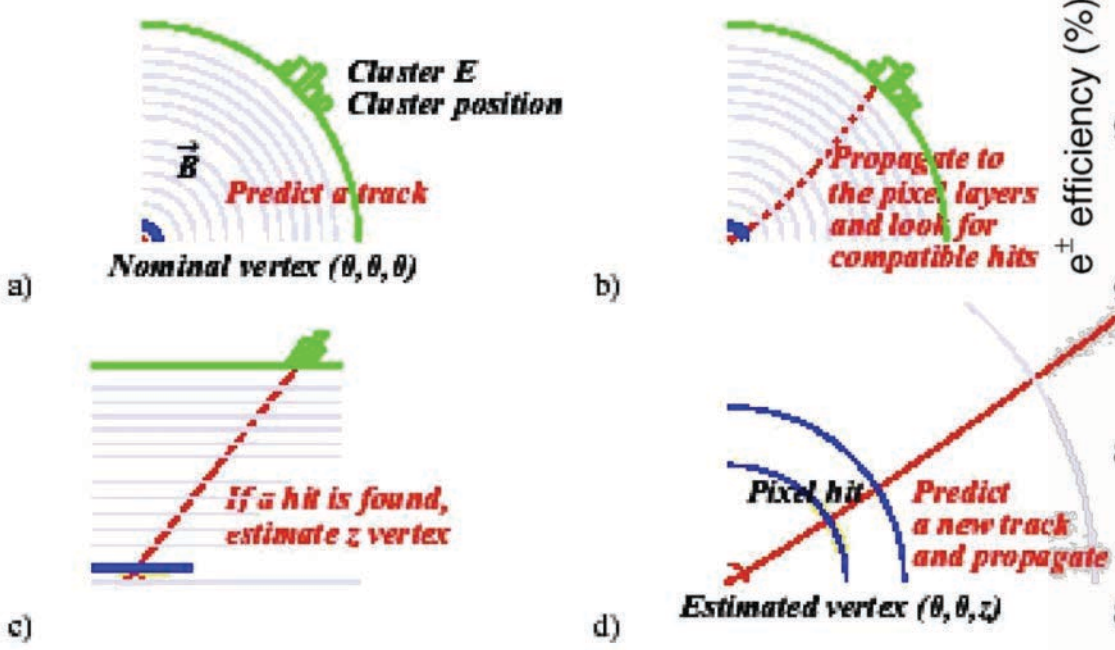 Cluster E
Cluster position
B
Predict a track
Nominal vertex (0,0,0)
a)
Propagate to
the pixel layers
and look for
compatible hits
b)
e± efficiency (%)
If a hit is found,
estimate z vertex
c)
Pixel hit
Predict
a new track
and propagate
Estimated vertex (0,0,z)
d)